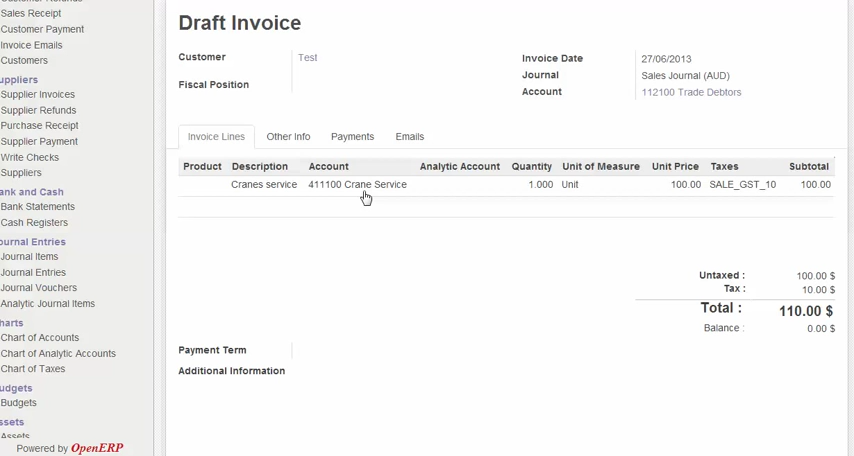 Customer Refunds
Sales Receipt
Customer Payment
Invoice Emails
Customers
uppliers
Supplier Invoices
Supplier Refunds
Purchase Receipt
Supplier Payment
Write Checks
Suppliers
ank and Cash
Bank Statements
Cash Registers
ournal Entries
Journal Items
Journal Entries
Journal Vouchers
Analytic Journal Items
harts
Chart of Accounts
Chart of Analytic Accounts
Chart of Taxes
udgets
Budgets
ssets
Assets
Powered by OpenERP
Draft Invoice
Customer Test
Fiscal Position
Invoice Date 27/06/2013
Journal Sales Journal (AUD)
Account 112100 Trade Debtors
Invoice Lines Other Info Payments Emails
Product Description Account Analytic Account Quantity Unit of Measure Unit Price Taxes Subtotal
Cranes service 411100 Crane Service 1.000 Unit 100.00 SALE_GST_10 100.00
Untaxed : 100.00 $
Tax : 10.00 $
Total : 110.00 $
Balance : 0.00 $
Payment Term
Additional Information